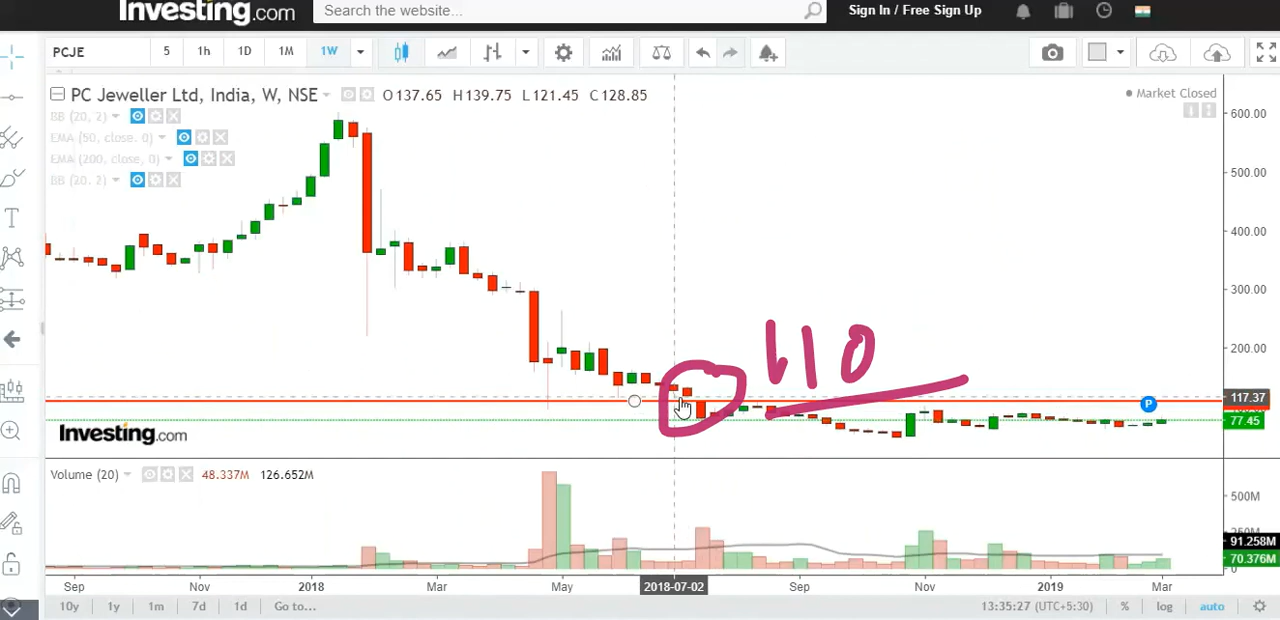 Investing.com Search the website... Sign In / Free Sign Up
PCJE 5 1h 1D 1M 1W
PC Jeweller Ltd, India, W, NSE O137.65 H139.75 L121.45 C128.85
Market Closed
BB (20, 2)
EMA (50, close, 0)
EMA (200, close, 0)
BB (20, 2)
600.00
500.00
400.00
300.00
200.00
110
P
117.37
77.45
Investing.com
Volume (20) 48.337M 126.652M
500M
250M
91.258M
70.376M
0
Sep Nov 2018 Mar May 2018-07-02 Sep Nov 2019 Mar
10y 1y 1m 7d 1d Go to... 13:35:27 (UTC+5:30) % log auto